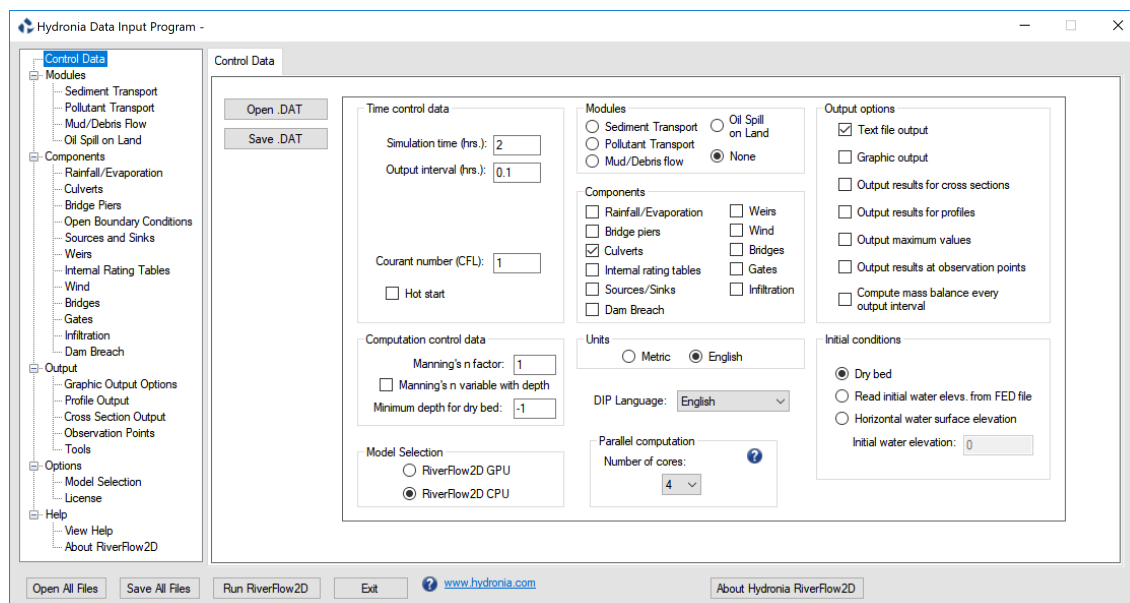 Hydronia Data Input Program -
Control Data
Modules
Sediment Transport
Pollutant Transport
Mud/Debris Flow
Oil Spill on Land
Components
Rainfall/Evaporation
Culverts
Bridge Piers
Open Boundary Conditions
Sources and Sinks
Weirs
Internal Rating Tables
Wind
Bridges
Gates
Infiltration
Dam Breach
Output
Graphic Output Options
Profile Output
Cross Section Output
Observation Points
Tools
Options
Model Selection
License
Help
View Help
About RiverFlow2D
Control Data
Open .DAT
Save .DAT
Time control data
Simulation time (hrs.): 2
Output interval (hrs.): 0.1
Courant number (CFL): 1
Hot start
Computation control data
Manning's n factor: 1
Manning's n variable with depth
Minimum depth for dry bed: -1
Model Selection
RiverFlow2D GPU
RiverFlow2D CPU
Modules
Sediment Transport
Pollutant Transport
Mud/Debris flow
Oil Spill
on Land
None
Components
Rainfall/Evaporation
Bridge piers
Culverts
Internal rating tables
Sources/Sinks
Dam Breach
Weirs
Wind
Bridges
Gates
Infiltration
Units
Metric English
DIP Language: English
Parallel computation
Number of cores:
4
Output options
Text file output
Graphic output
Output results for cross sections
Output results for profiles
Output maximum values
Output results at observation points
Compute mass balance every
output interval
Initial conditions
Dry bed
Read initial water elevs. from FED file
Horizontal water surface elevation
Initial water elevation: 0
Open All Files
Save All Files
Run RiverFlow2D
Exit
www.hydronia.com
About Hydronia RiverFlow2D